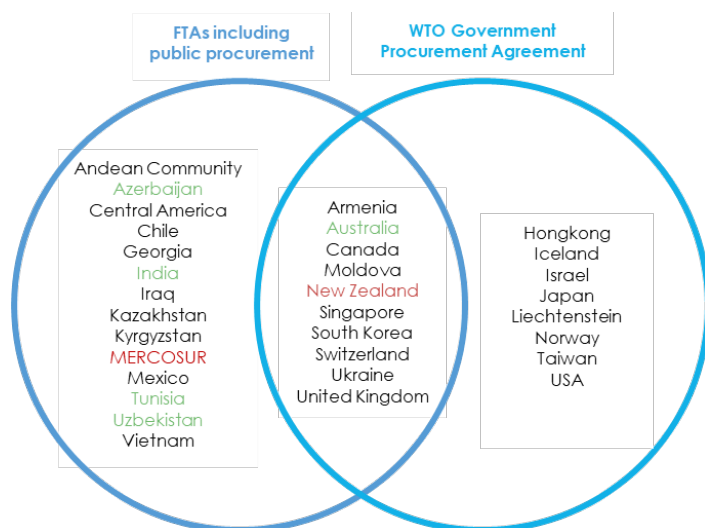 FTAs including
public procurement
WTO Government
Procurement Agreement
Andean Community
Azerbaijan
Central America
Chile
Georgia
India
Iraq
Kazakhstan
Kyrgyzstan
MERCOSUR
Mexico
Tunisia
Uzbekistan
Vietnam
Armenia
Australia
Canada
Moldova
New Zealand
Singapore
South Korea
Switzerland
Ukraine
United Kingdom
Hongkong
Iceland
Israel
Japan
Liechtenstein
Norway
Taiwan
USA